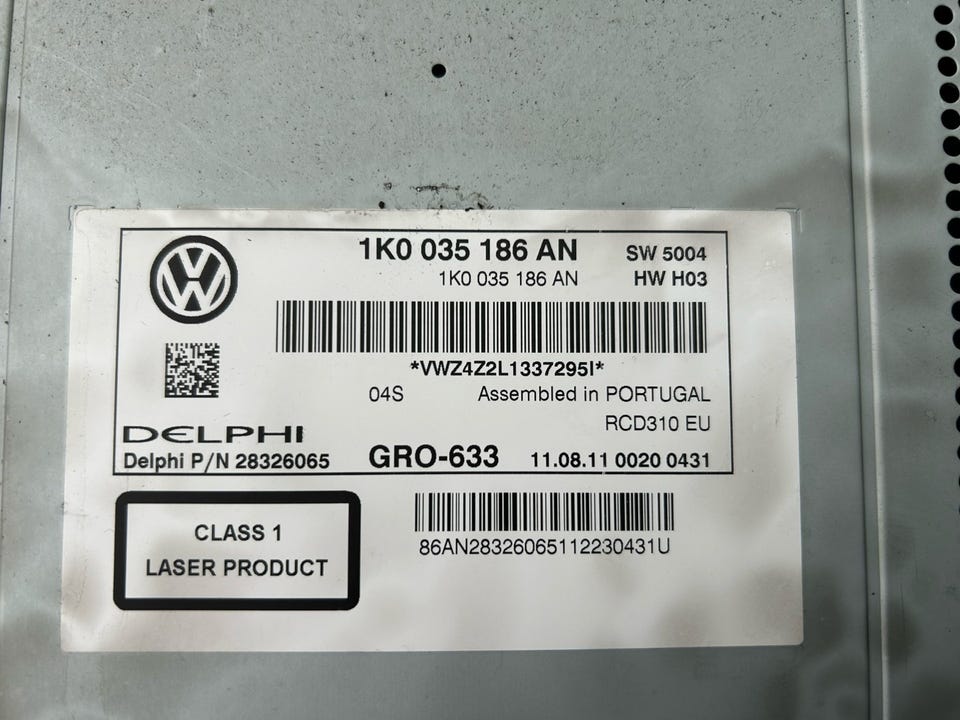 1K0 035 186 AN SW 5004
1K0 035 186 AN HW H03
*VWZ4Z2L1337295I*
04S Assembled in PORTUGAL
RCD310 EU
DELPHI
Delphi P/N 28326065 GRO-633 11.08.11 0020 0431
CLASS 1
LASER PRODUCT
86AN28326065112230431U